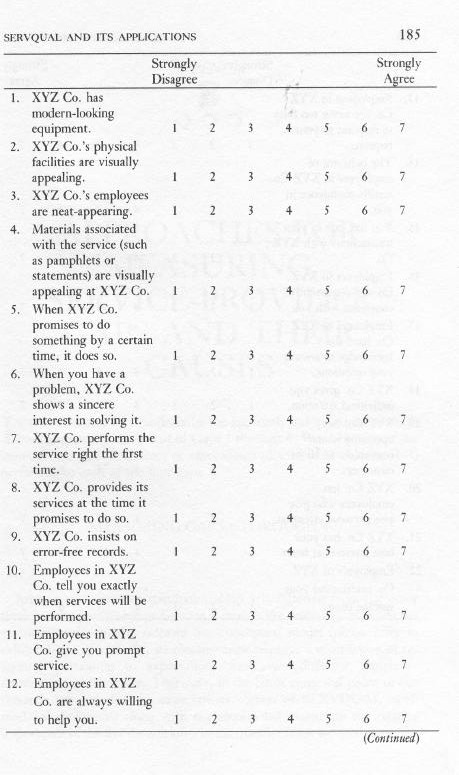 SERVQUAL AND ITS APPLICATIONS 185
Strongly Strongly
Disagree Agree
1. XYZ Co. has
modern-looking
equipment. 1 2 3 4 5 6 7
2. XYZ Co.'s physical
facilities are visually
appealing. 1 2 3 4 5 6 7
3. XYZ Co.'s employees
are neat-appearing. 1 2 3 4 5 6 7
4. Materials associated
with the service (such
as pamphlets or
statements) are visually
appealing at XYZ Co. 1 2 3 4 5 6 7
5. When XYZ Co.
promises to do
something by a certain
time, it does so. 1 2 3 4 5 6 7
6. When you have a
problem, XYZ Co.
shows a sincere
interest in solving it. 1 2 3 4 5 6 7
7. XYZ Co. performs the
service right the first
time. 1 2 3 4 5 6 7
8. XYZ Co. provides its
services at the time it
promises to do so. 1 2 3 4 5 6 7
9. XYZ Co. insists on
error-free records. 1 2 3 4 5 6 7
10. Employees in XYZ
Co. tell you exactly
when services will be
performed. 1 2 3 4 5 6 7
11. Employees in XYZ
Co. give you prompt
service. 1 2 3 4 5 6 7
12. Employees in XYZ
Co. are always willing
to help you. 1 2 3 4 5 6 7
(Continued)